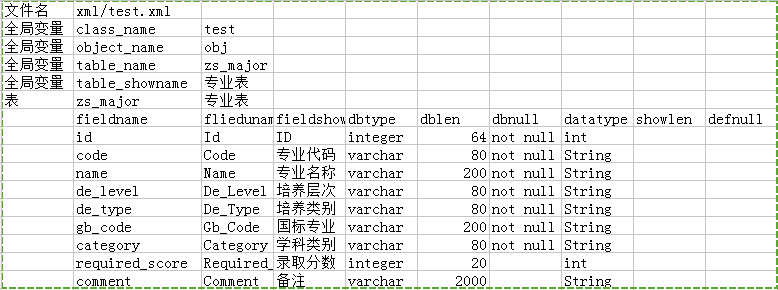 文件名 xml/test.xml
全局变量 class_name test
全局变量 object_name obj
全局变量 table_name zs_major
全局变量 table_showname 专业表
表 zs_major 专业表
fieldname fliedunam fieldshow dbtype dblen dbnull datatype showlen defnull
id Id ID integer 64 not null int
code Code 专业代码 varchar 80 not null String
name Name 专业名称 varchar 200 not null String
de_level De_Level 培养层次 varchar 80 not null String
de_type De_Type 培养类别 varchar 80 not null String
gb_code Gb_Code 国标专业 varchar 200 not null String
category Category 学科类别 varchar 80 not null String
required_score Required_ 录取分数 integer 20 int
comment Comment 备注 varchar 2000 String